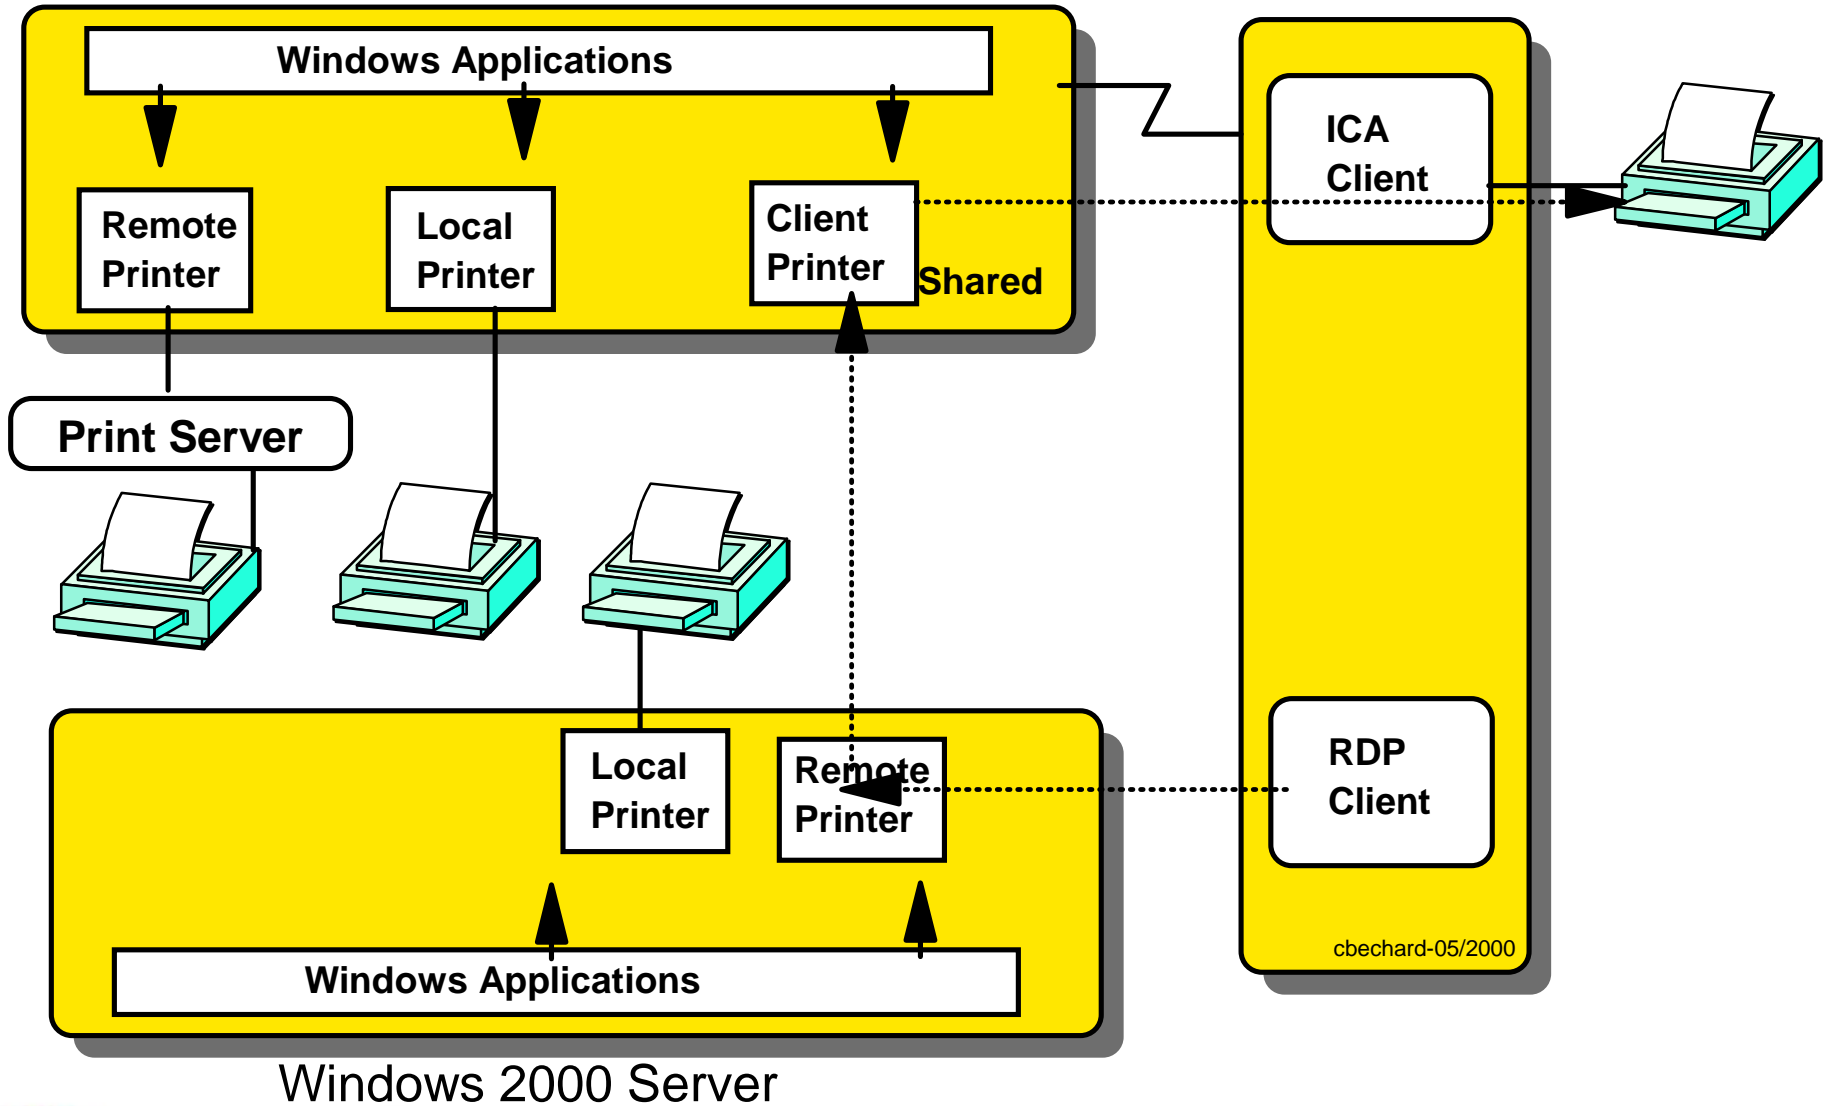 Windows Applications
Remote
Printer
Local
Printer
Client
Printer
Shared
ICA
Client
Print Server
Local
Printer
Remote
Printer
RDP
Client
Windows Applications
cbechard-05/2000
Windows 2000 Server